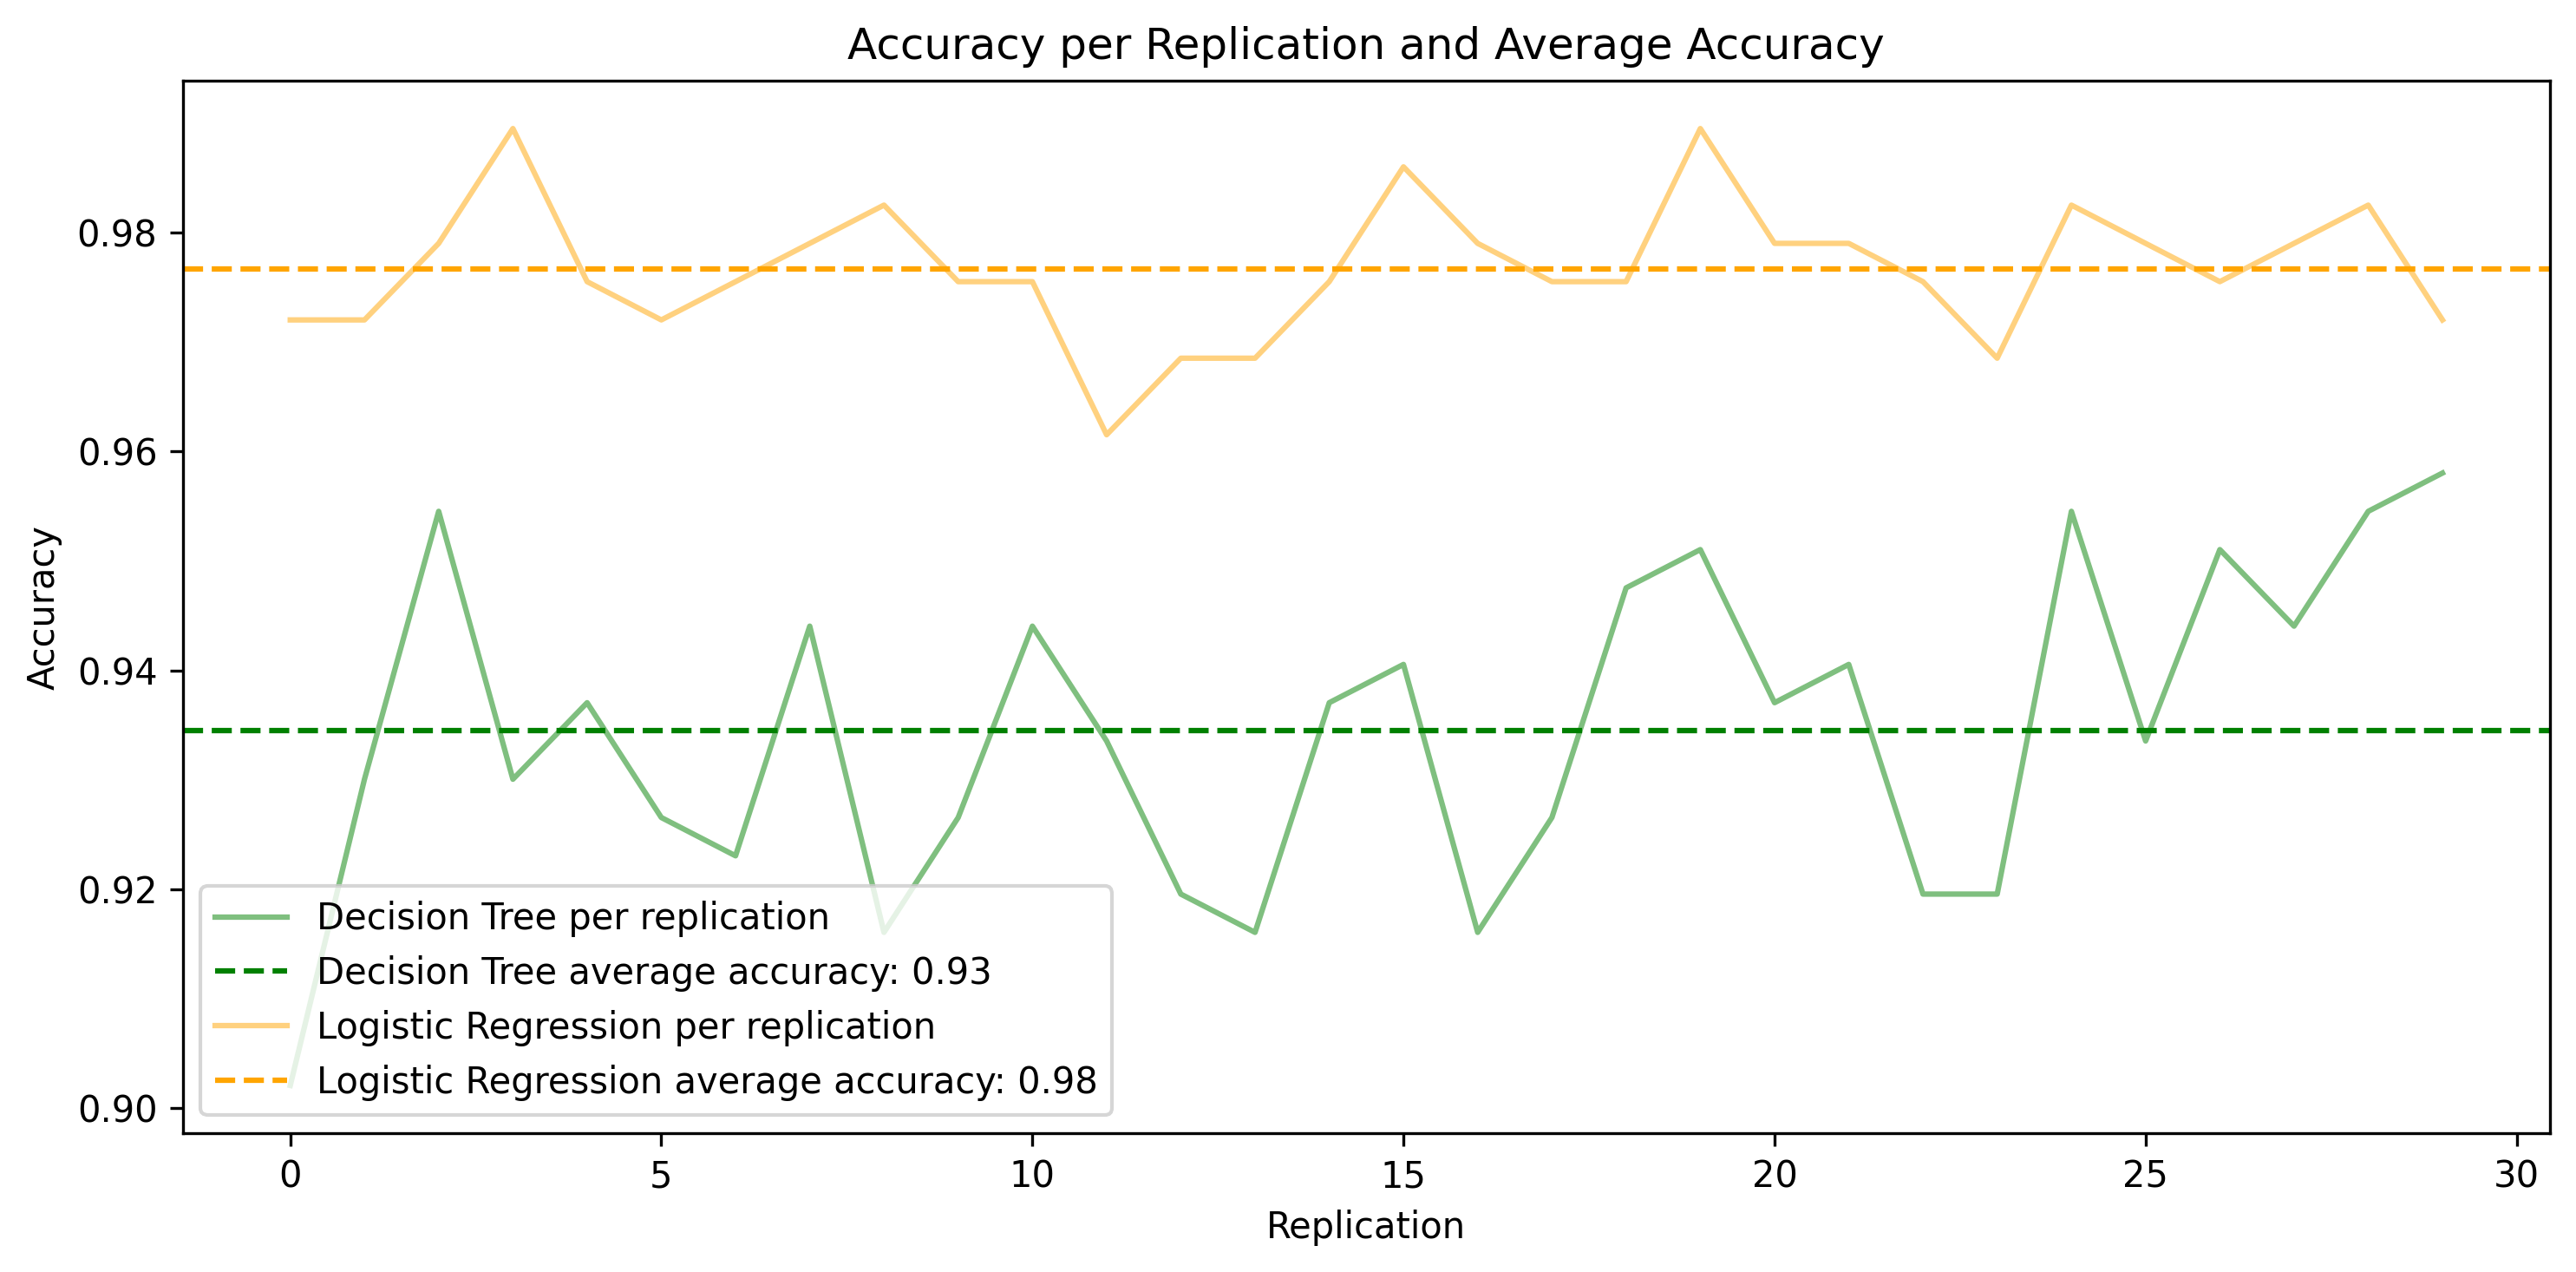 Accuracy per Replication and Average Accuracy
0.98
0.96
0.94
0.92
0.90
Accuracy
Decision Tree per replication
Decision Tree average accuracy: 0.93
Logistic Regression per replication
Logistic Regression average accuracy: 0.98
0 5 10 15 20 25 30
Replication